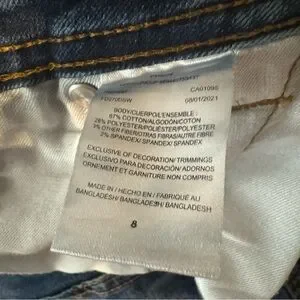 CA01095
08/01/2021
BODY/CUERPO/L'ENSEMBLE:
67% COTTON/ALGODÓN/COTON
28% POLYESTER/POLIÉSTER/POLYESTER
3% OTHER FIBER/OTRAS FIBRAS/AUTRE FIBRE
2% SPANDEX/ SPANDEX/ SPANDEX
EXCLUSIVE OF DECORATION/TRIMMINGS
EXCLUIDO PARA DECORACIÓN/ADORNOS
ORNEMENT ET GARNITURE NON COMPRIS
MADE IN / HECHO EN / FABRIQUÉ AU
BANGLADESH/ BANGLADESH/ BANGLADESH
8